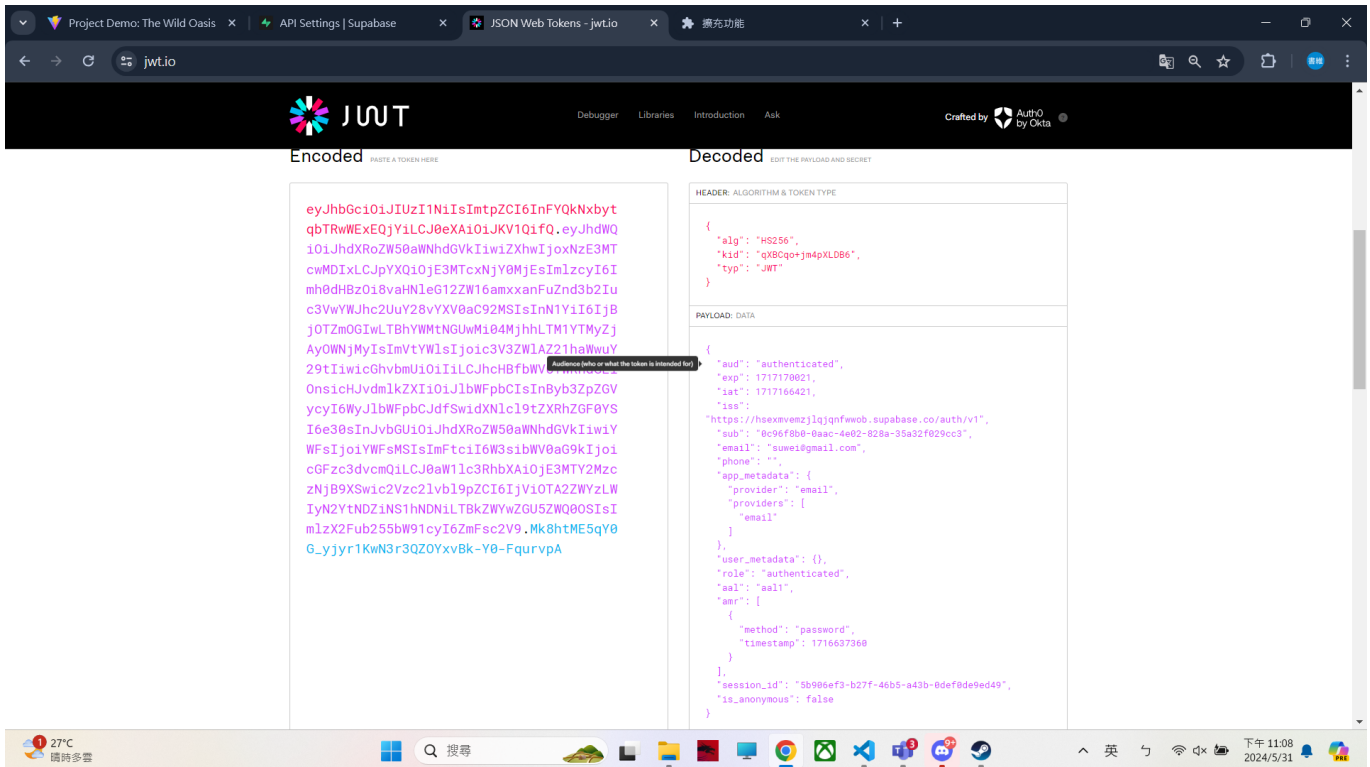 Project Demo: The Wild Oasis
API Settings | Supabase
JSON Web Tokens - jwt.io
擴充功能
jwt.io
書維
JWT
Debugger Libraries Introduction Ask
Crafted by Auth0 by Okta
Encoded PASTE A TOKEN HERE
eyJhbGciOiJIUzI1NiIsImtpZCI6InFYQkNxbyt
qbTRwWExEQjYiLCJ0eXAiOiJKV1QifQ.eyJhdWQ
iOiJhdXRoZW50aWNhdGVkIiwiZXhwIjoxNzE3MT
cwMDIxLCJpYXQiOjE3MTcxNjY0MjEsImlzcyI6I
mh0dHBzOi8vaHNleG12ZW16amxxanFuZnd3b2Iu
c3VwYWJhc2UuY28vYXV0aC92MSIsInN1YiI6IjB
jOTZmOGIwLTBhYWMtNGUwMi04MjhhLTM1YTMyZj
AyOWNjMyIsImVtYWlsIjoic3V3ZWlAZ21haWwuY
OnsicHJvdmlkZXIiOiJlbWFpbCIsInByb3ZpZGV
ycyI6WyJlbWFpbCJdfSwidXNlcl9tZXRhZGF0YS
I6e30sInJvbGUiOiJhdXRoZW50aWNhdGVkIiwiY
WFsIjoiYWFsMSIsImFtciI6W3sibWV0aG9kIjoi
cGFzc3dvcmQiLCJ0aW1lc3RhbXAiOjE3MTY2Mzc
zNjB9XSwic2Vzc2lvbl9pZCI6IjViOTA2ZWYzLW
IyN2YtNDZiNS1hNDNiLTBkZWYwZGU5ZWQ0OSIsI
mlzX2Fub255bW91cyI6ZmFsc2V9.Mk8htME5qY0
G_yjyr1KwN3r3QZOYxvBk-Y0-FqurvpA
Audience (who or what the token is intended for)
Decoded EDIT THE PAYLOAD AND SECRET
HEADER: ALGORITHM & TOKEN TYPE
{
"alg": "HS256",
"kid": "qXBCqo+jm4pXLDB6",
"typ": "JWT"
}
PAYLOAD: DATA
{
"aud": "authenticated",
"exp": 1717170021,
"iat": 1717166421,
"iss":
"https://hsexmvemzjlqjqnfwwob.supabase.co/auth/v1",
"sub": "0c96f8b0-0aac-4e02-828a-35a32f029cc3",
"email": "suwei@gmail.com",
"phone": "",
"app_metadata": {
"provider": "email",
"providers": [
"email"
]
},
"user_metadata": {},
"role": "authenticated",
"aal": "aal1",
"amr": [
{
"method": "password",
"timestamp": 1716637360
}
],
"session_id": "5b906ef3-b27f-46b5-a43b-0def0de9ed49",
"is_anonymous": false
}
1
27°C
晴時多雲
搜尋
3
9+
英
ㄅ
下午 11:08
2024/5/31
PRE